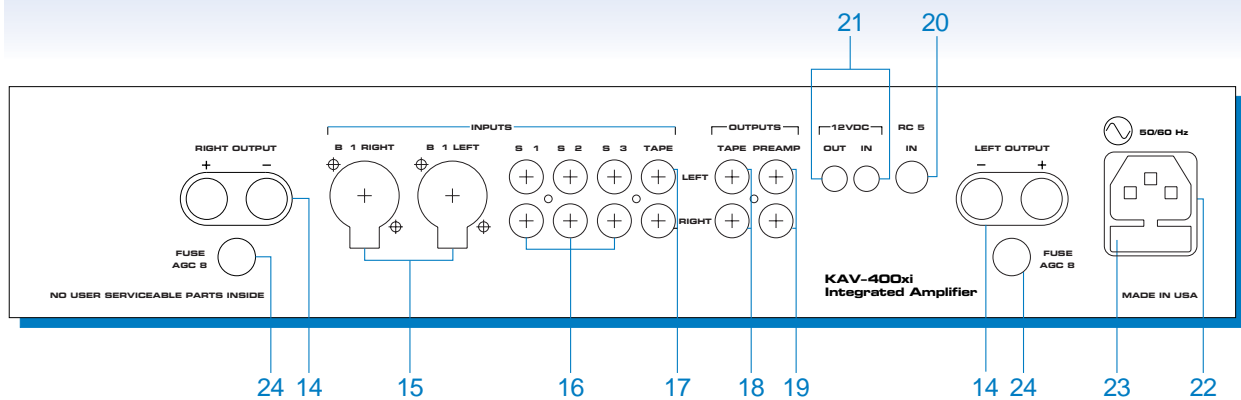 21 20
INPUTS OUTPUTS 12VDC RC 5 50/60 Hz
RIGHT OUTPUT B 1 RIGHT B 1 LEFT S 1 S 2 S 3 TAPE TAPE PREAMP OUT IN IN LEFT OUTPUT
+ − − +
LEFT
RIGHT
FUSE
AGC 8
FUSE
AGC 8
KAV-400xi
Integrated Amplifier
NO USER SERVICEABLE PARTS INSIDE MADE IN USA
24 14 15 16 17 18 19 14 24 23 22